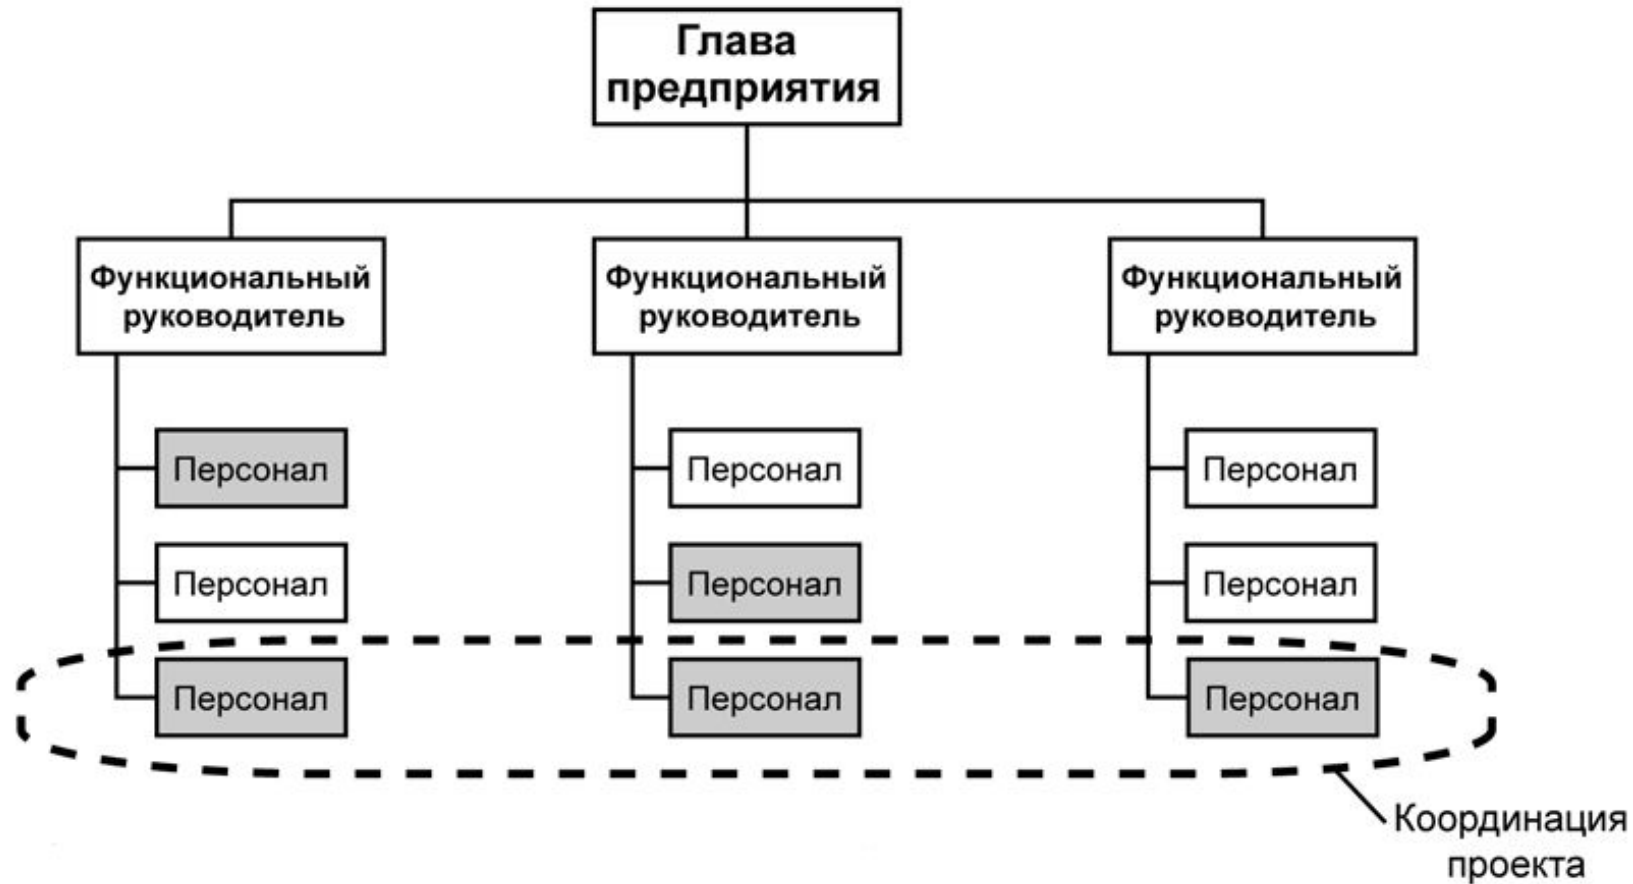 Глава
предприятия
Функциональный
руководитель
Функциональный
руководитель
Функциональный
руководитель
Персонал
Персонал
Персонал
Персонал
Персонал
Персонал
Персонал
Персонал
Персонал
Координация
проекта